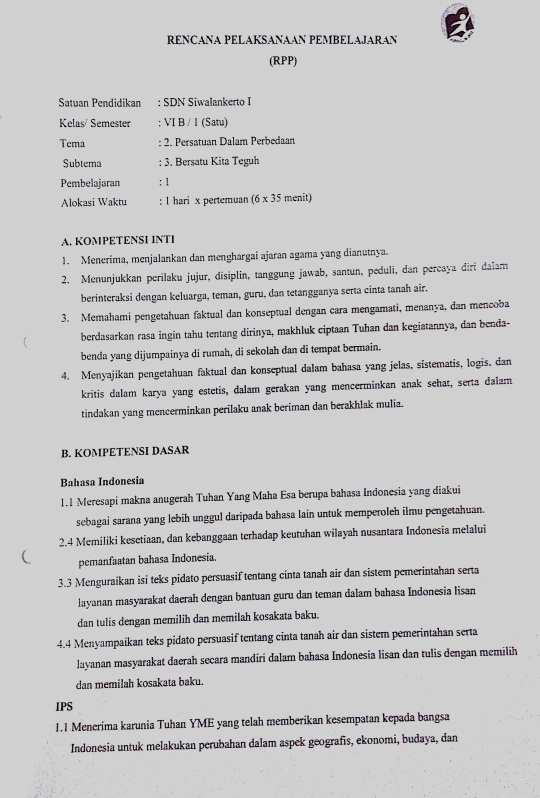 RENCANA PELAKSANAAN PEMBELAJARAN
(RPP)
Satuan Pendidikan : SDN Siwalankerto I
Kelas/ Semester : VI B / 1 (Satu)
Tema : 2. Persatuan Dalam Perbedaan
Subtema : 3. Bersatu Kita Teguh
Pembelajaran : 1
Alokasi Waktu : 1 hari x pertemuan (6 x 35 menit)
A. KOMPETENSI INTI
1. Menerima, menjalankan dan menghargai ajaran agama yang dianutnya.
2. Menunjukkan perilaku jujur, disiplin, tanggung jawab, santun, peduli, dan percaya diri dalam
berinteraksi dengan keluarga, teman, guru, dan tetangganya serta cinta tanah air.
3. Memahami pengetahuan faktual dan konseptual dengan cara mengamati, menanya, dan mencoba
berdasarkan rasa ingin tahu tentang dirinya, makhluk ciptaan Tuhan dan kegiatannya, dan benda-
benda yang dijumpainya di rumah, di sekolah dan di tempat bermain.
4. Menyajikan pengetahuan faktual dan konseptual dalam bahasa yang jelas, sistematis, logis, dan
kritis dalam karya yang estetis, dalam gerakan yang mencerminkan anak sehat, serta dalam
tindakan yang mencerminkan perilaku anak beriman dan berakhlak mulia.
B. KOMPETENSI DASAR
Bahasa Indonesia
1.1 Meresapi makna anugerah Tuhan Yang Maha Esa berupa bahasa Indonesia yang diakui
sebagai sarana yang lebih unggul daripada bahasa lain untuk memperoleh ilmu pengetahuan.
2.4 Memiliki kesetiaan, dan kebanggaan terhadap keutuhan wilayah nusantara Indonesia melalui
pemanfaatan bahasa Indonesia.
3.3 Menguraikan isi teks pidato persuasif tentang cinta tanah air dan sistem pemerintahan serta
layanan masyarakat daerah dengan bantuan guru dan teman dalam bahasa Indonesia lisan
dan tulis dengan memilih dan memilah kosakata baku.
4.4 Menyampaikan teks pidato persuasif tentang cinta tanah air dan sistem pemerintahan serta
layanan masyarakat daerah secara mandiri dalam bahasa Indonesia lisan dan tulis dengan memilih
dan memilah kosakata baku.
IPS
1.1 Menerima karunia Tuhan YME yang telah memberikan kesempatan kepada bangsa
Indonesia untuk melakukan perubahan dalam aspek geografis, ekonomi, budaya, dan